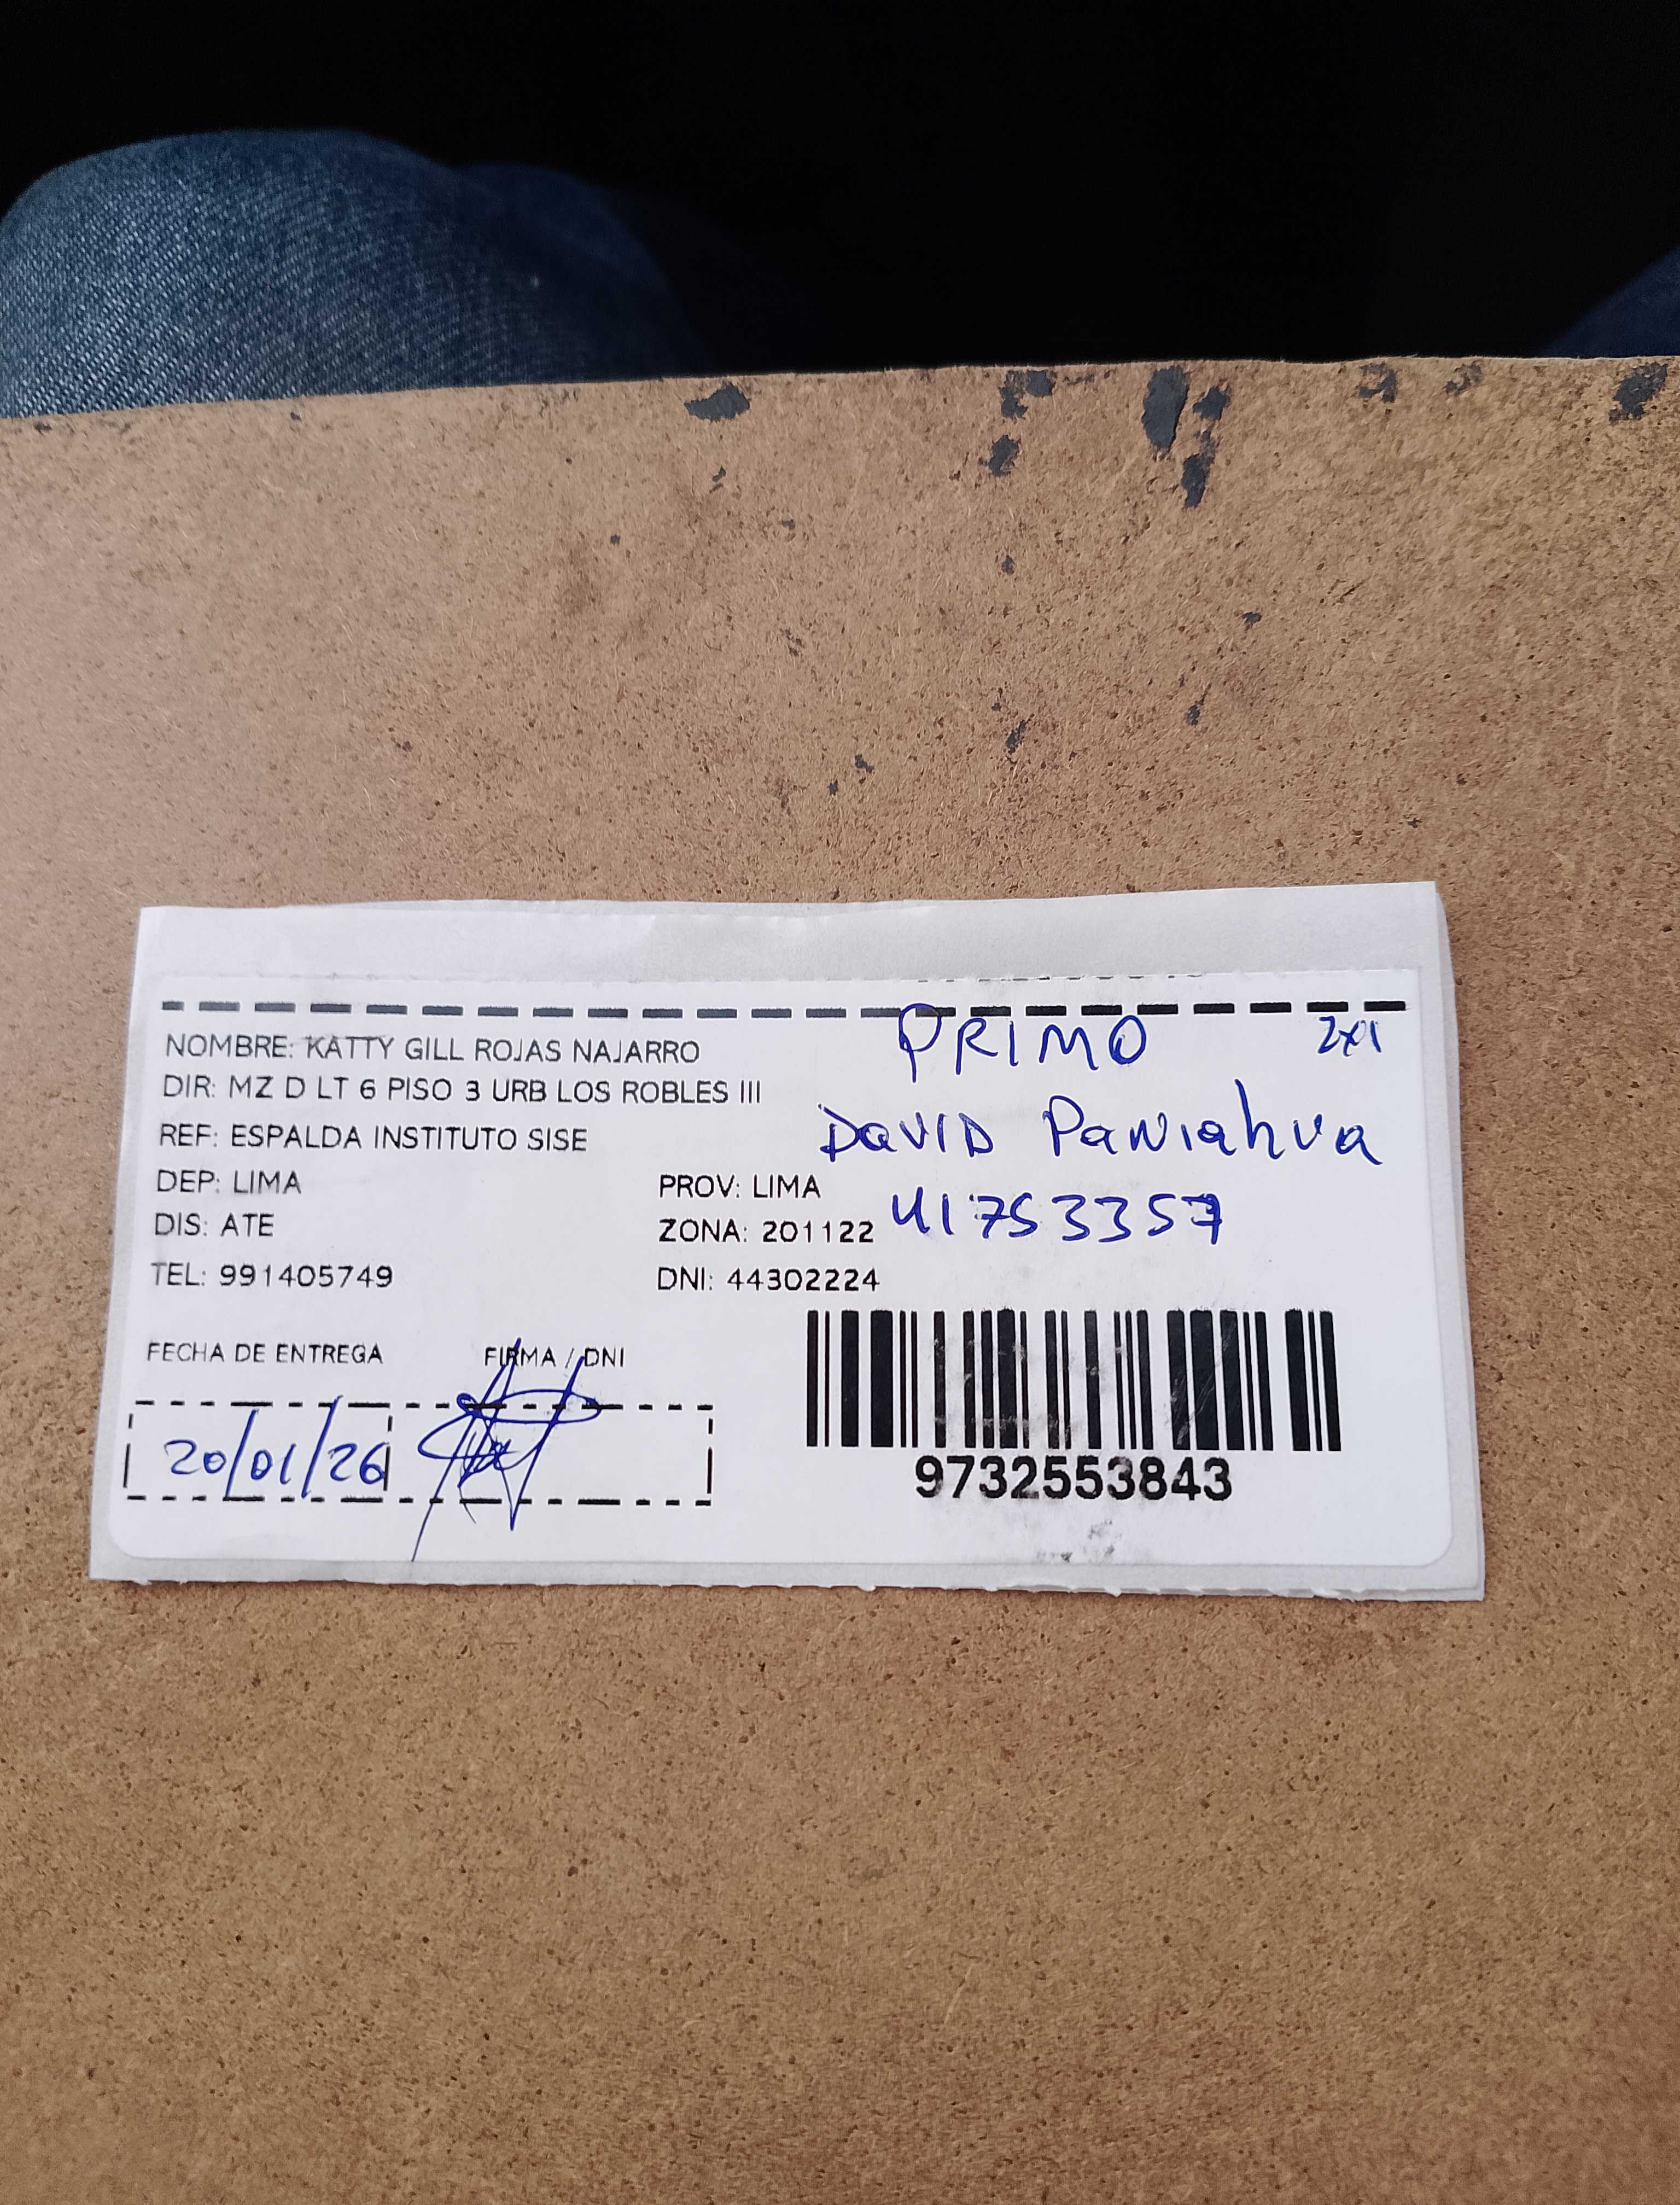 PRIMO 2x1
NOMBRE: KATTY GILL ROJAS NAJARRO
DIR: MZ D LT 6 PISO 3 URB LOS ROBLES III
David Paniahua
REF: ESPALDA INSTITUTO SISE
DEP: LIMA PROV: LIMA
41753357
DIS: ATE ZONA: 201122
TEL: 991405749 DNI: 44302224
FECHA DE ENTREGA FIRMA / DNI
20/01/26
9732553843